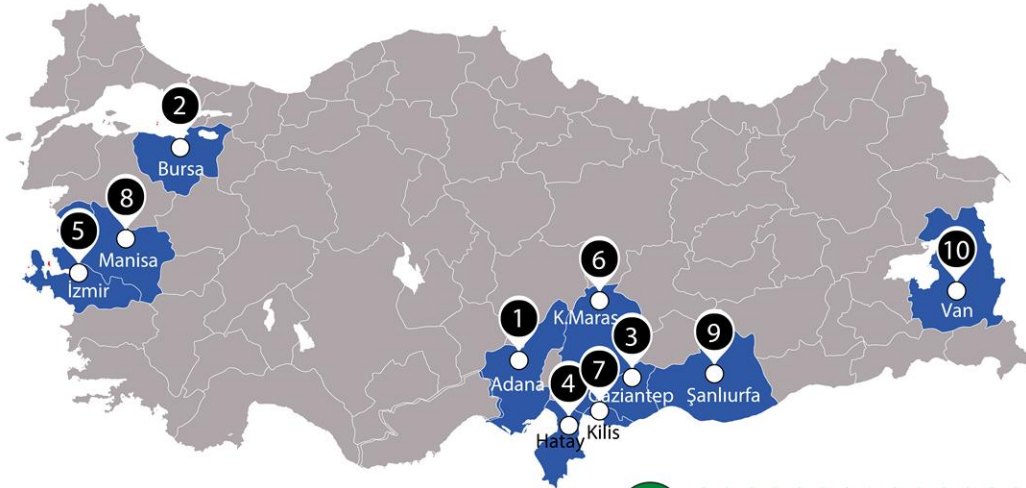 2
Bursa
8
5
Manisa
İzmir
10
Van
6
K.Maraş
1
3
9
Adana
4
7
Gaziantep
Şanlıurfa
Hatay
Kilis